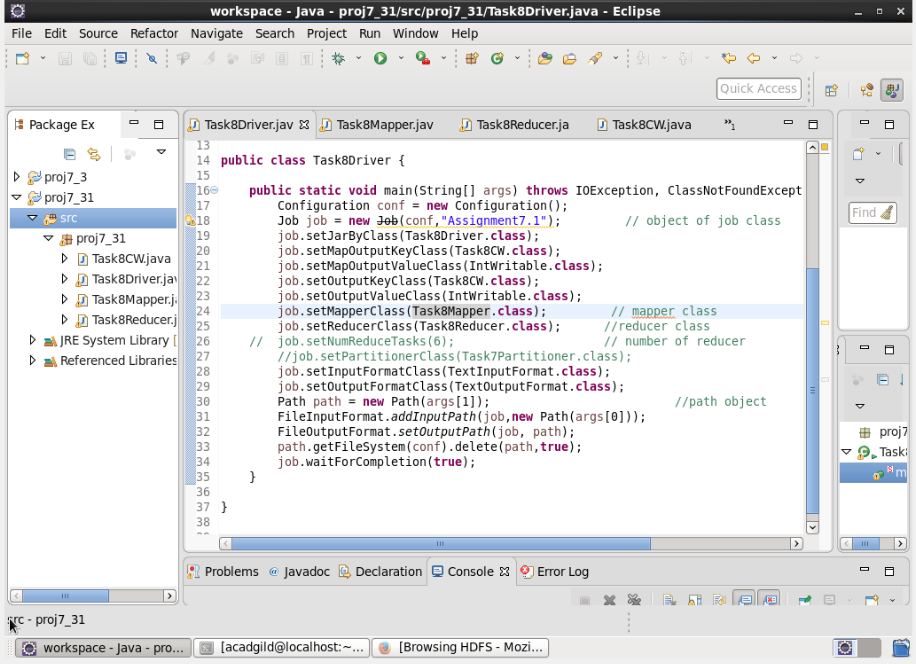 workspace - Java - proj7_31/src/proj7_31/Task8Driver.java - Eclipse
File Edit Source Refactor Navigate Search Project Run Window Help
Quick Access
Package Ex
Task8Driver.jav
Task8Mapper.jav
Task8Reducer.ja
Task8CW.java
»1
proj7_3
proj7_31
src
proj7_31
Task8CW.java
Task8Driver.jav
Task8Mapper.j
Task8Reducer.j
JRE System Library [
Referenced Libraries
13
14 public class Task8Driver {
15
16 public static void main(String[] args) throws IOException, ClassNotFoundExcept
17 Configuration conf = new Configuration();
18 Job job = new Job(conf,"Assignment7.1"); // object of job class
19 job.setJarByClass(Task8Driver.class);
20 job.setMapOutputKeyClass(Task8CW.class);
21 job.setMapOutputValueClass(IntWritable.class);
22 job.setOutputKeyClass(Task8CW.class);
23 job.setOutputValueClass(IntWritable.class);
24 job.setMapperClass(Task8Mapper.class); // mapper class
25 job.setReducerClass(Task8Reducer.class); //reducer class
26 // job.setNumReduceTasks(6); // number of reducer
27 //job.setPartitionerClass(Task7Partitioner.class);
28 job.setInputFormatClass(TextInputFormat.class);
29 job.setOutputFormatClass(TextOutputFormat.class);
30 Path path = new Path(args[1]); //path object
31 FileInputFormat.addInputPath(job,new Path(args[0]));
32 FileOutputFormat.setOutputPath(job, path);
33 path.getFileSystem(conf).delete(path,true);
34 job.waitForCompletion(true);
35 }
36
37 }
38
Find
proj7
Task8
m
Problems
Javadoc
Declaration
Console
Error Log
src - proj7_31
workspace - Java - pro...
[acadgild@localhost:~...
[Browsing HDFS - Mozi...